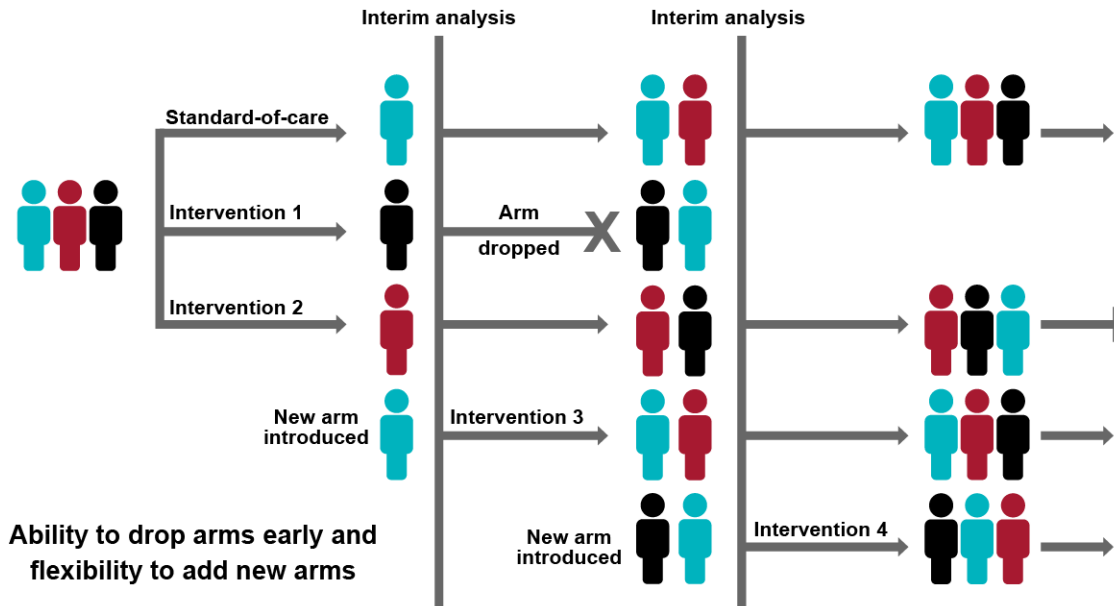 Interim analysis
Interim analysis
Standard-of-care
Intervention 1
Arm
dropped
Intervention 2
New arm
introduced
Intervention 3
Ability to drop arms early and
flexibility to add new arms
New arm
introduced
Intervention 4